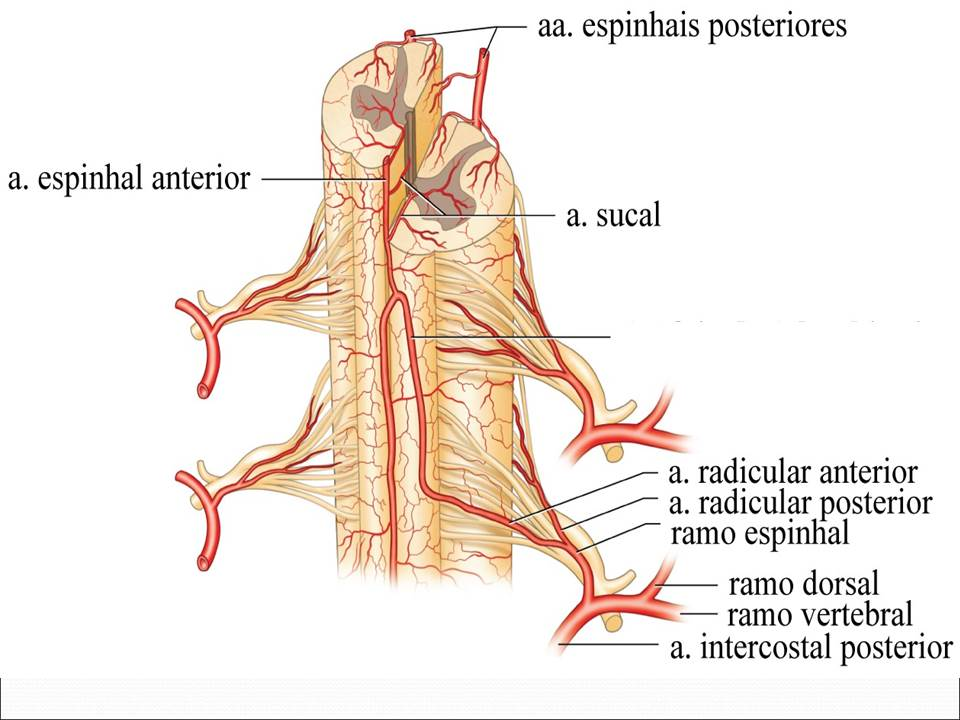 aa. espinhais posteriores
a. espinhal anterior
a. sucal
a. radicular anterior
a. radicular posterior
ramo espinhal
ramo dorsal
ramo vertebral
a. intercostal posterior